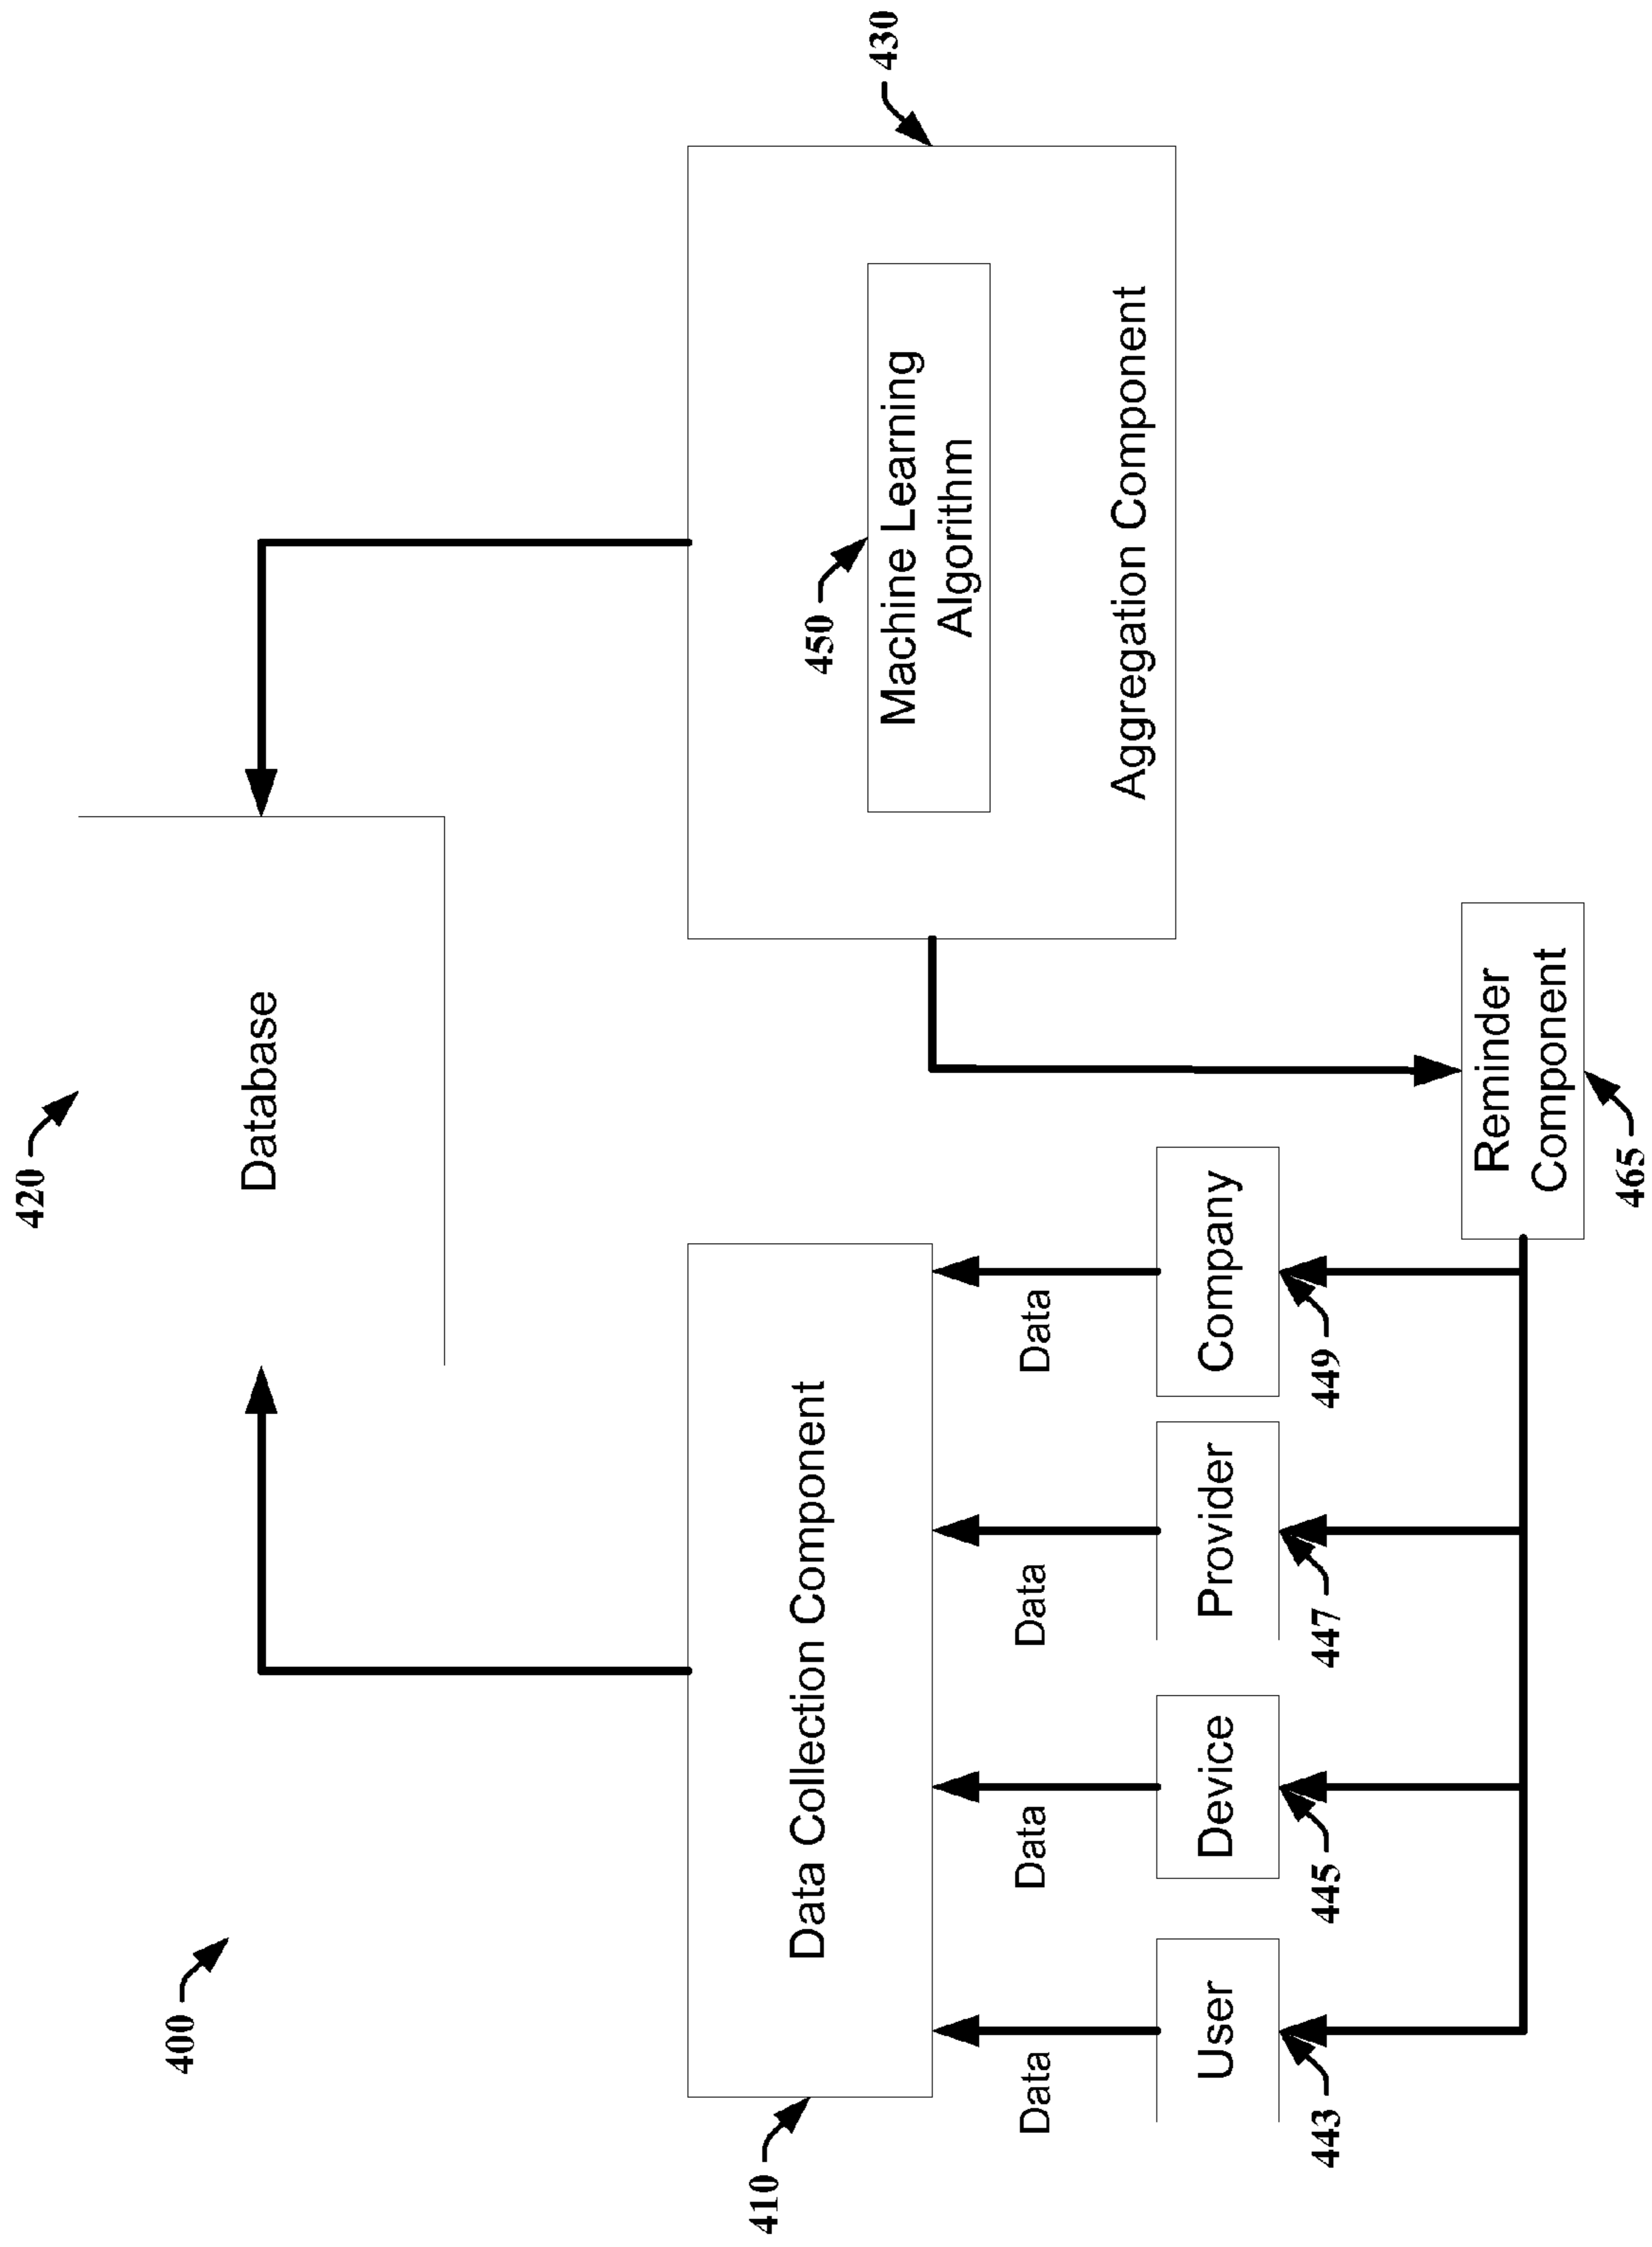 420
400
Database
410
Data Collection Component
450
430
Machine Learning
Algorithm
Aggregation Component
Data
Data
Data
Data
User
Device
Provider
Company
443
445
447
449
Reminder
Component
465